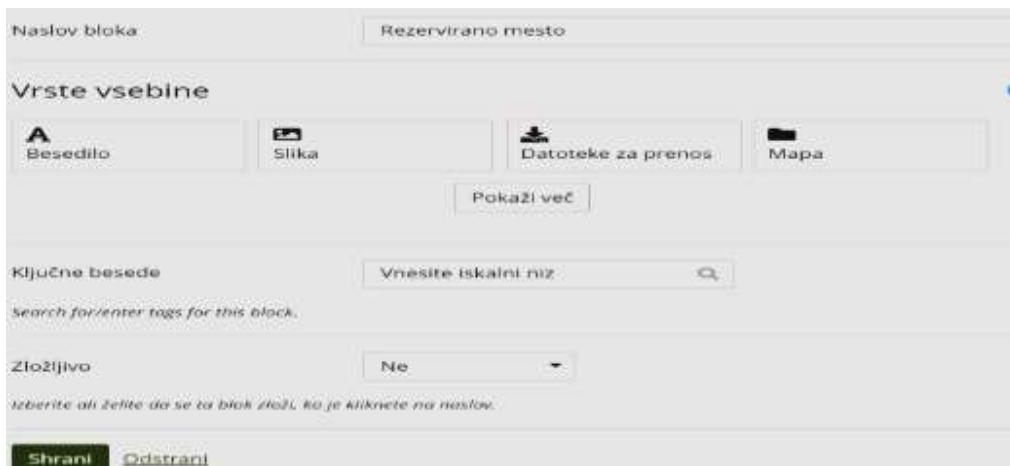 Naslov bloka
Rezervirano mesto
Vrste vsebine
Besedilo
Slika
Datoteke za prenos
Mapa
Pokaži več
Ključne besede
Vnesite iskalni niz
Search for/enter tags for this block.
Zložljivo
Ne
Izberite ali želite da se ta blok zloži, ko je kliknete na naslov.
Shrani Odstrani